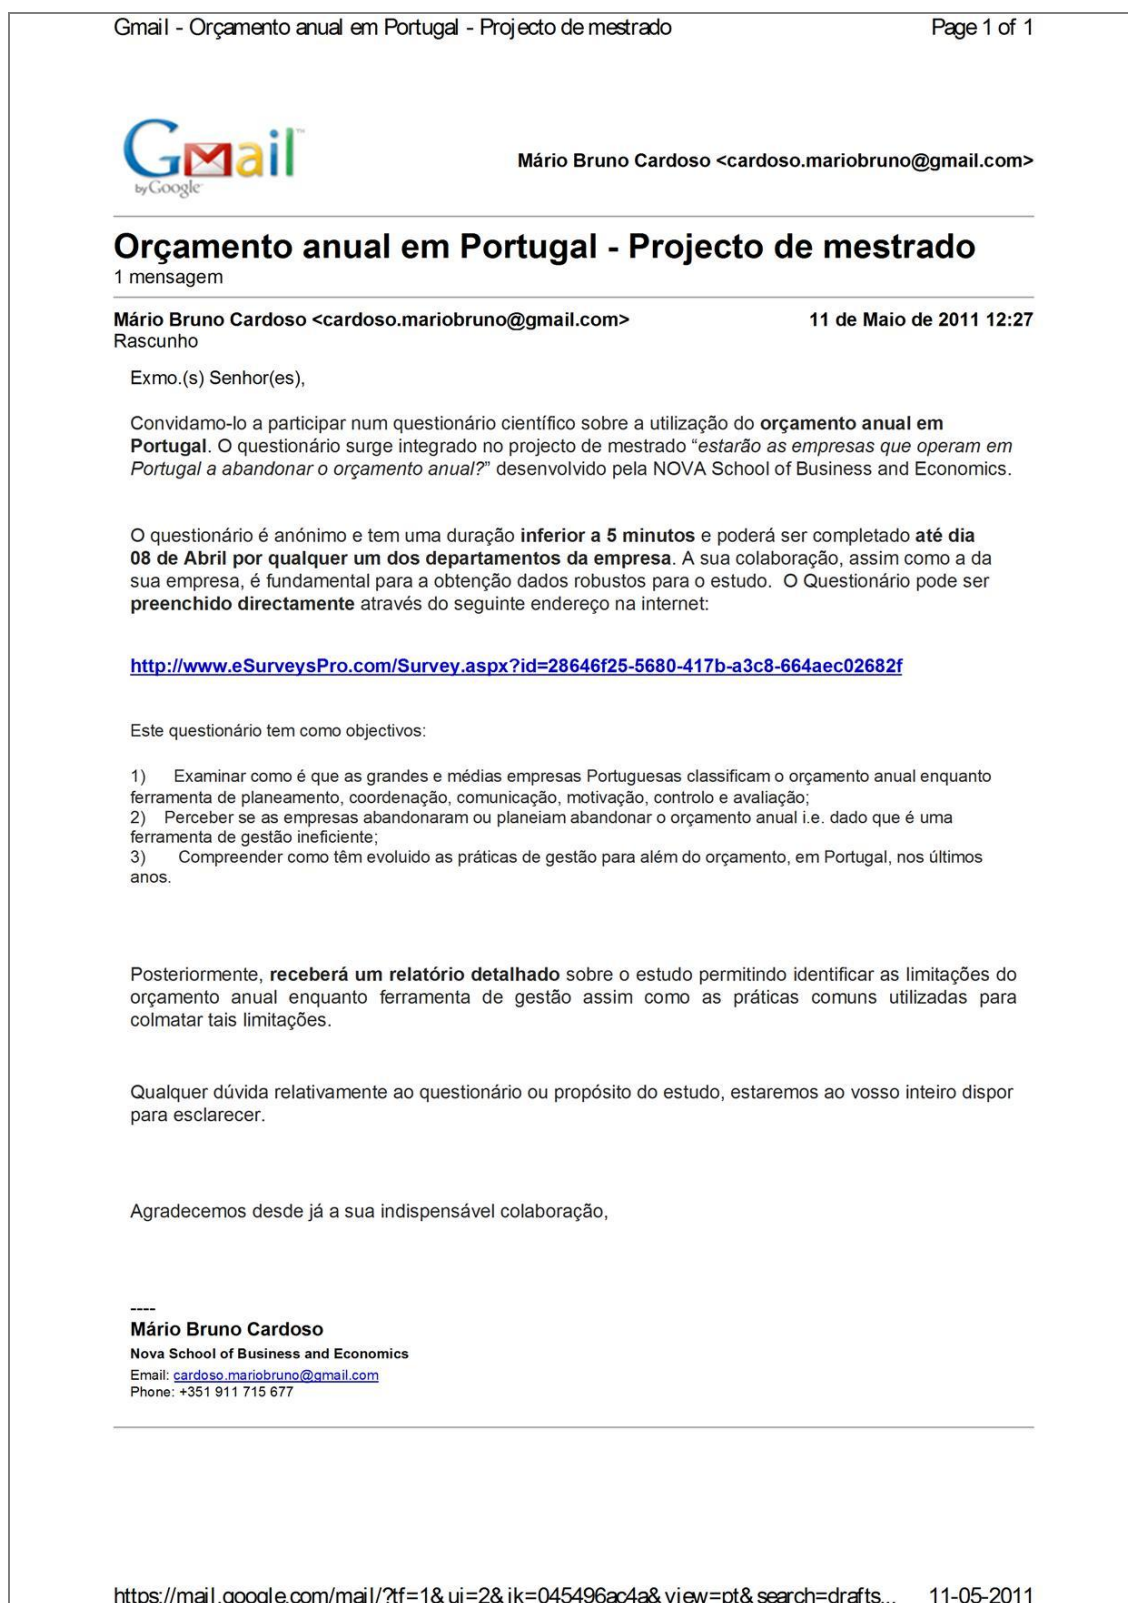 Gmail - Orçamento anual em Portugal - Projecto de mestrado Page 1 of 1
Gmail™
by Google™
Mário Bruno Cardoso <cardoso.mariobruno@gmail.com>
Orçamento anual em Portugal - Projecto de mestrado
1 mensagem
Mário Bruno Cardoso <cardoso.mariobruno@gmail.com> 11 de Maio de 2011 12:27
Rascunho
Exmo.(s) Senhor(es),
Convidamo-lo a participar num questionário científico sobre a utilização do orçamento anual em
Portugal. O questionário surge integrado no projecto de mestrado “estarão as empresas que operam em
Portugal a abandonar o orçamento anual?” desenvolvido pela NOVA School of Business and Economics.
O questionário é anónimo e tem uma duração inferior a 5 minutos e poderá ser completado até dia
08 de Abril por qualquer um dos departamentos da empresa. A sua colaboração, assim como a da
sua empresa, é fundamental para a obtenção dados robustos para o estudo. O Questionário pode ser
preenchido directamente através do seguinte endereço na internet:
http://www.eSurveysPro.com/Survey.aspx?id=28646f25-5680-417b-a3c8-664aec02682f
Este questionário tem como objectivos:
1) Examinar como é que as grandes e médias empresas Portuguesas classificam o orçamento anual enquanto
ferramenta de planeamento, coordenação, comunicação, motivação, controlo e avaliação;
2) Perceber se as empresas abandonaram ou planeiam abandonar o orçamento anual i.e. dado que é uma
ferramenta de gestão ineficiente;
3) Compreender como têm evoluido as práticas de gestão para além do orçamento, em Portugal, nos últimos
anos.
Posteriormente, receberá um relatório detalhado sobre o estudo permitindo identificar as limitações do
orçamento anual enquanto ferramenta de gestão assim como as práticas comuns utilizadas para
colmatar tais limitações.
Qualquer dúvida relativamente ao questionário ou propósito do estudo, estaremos ao vosso inteiro dispor
para esclarecer.
Agradecemos desde já a sua indispensável colaboração,
----
Mário Bruno Cardoso
Nova School of Business and Economics
Email: cardoso.mariobruno@gmail.com
Phone: +351 911 715 677
https://mail.google.com/mail/?tf=1&ui=2&ik=045496ac4a&view=pt&search=drafts... 11-05-2011